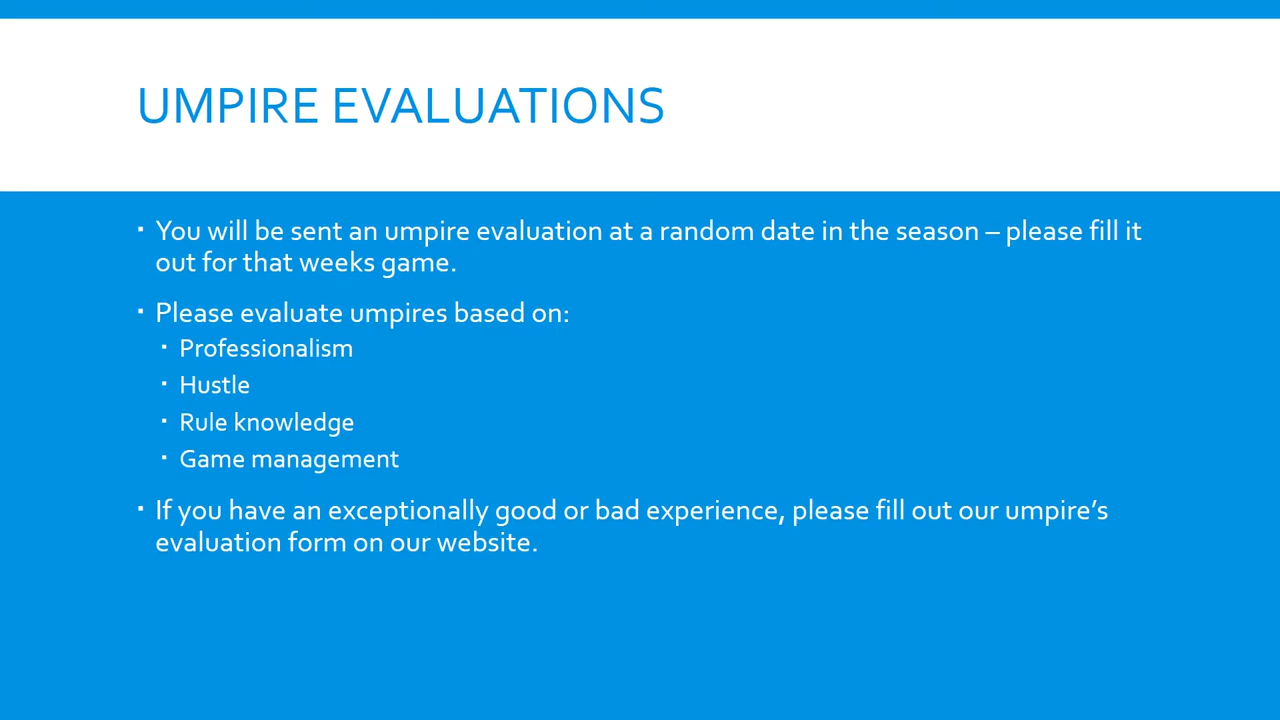 UMPIRE EVALUATIONS
▪ You will be sent an umpire evaluation at a random date in the season – please fill it
out for that weeks game.
▪ Please evaluate umpires based on:
▪ Professionalism
▪ Hustle
▪ Rule knowledge
▪ Game management
▪ If you have an exceptionally good or bad experience, please fill out our umpire’s
evaluation form on our website.